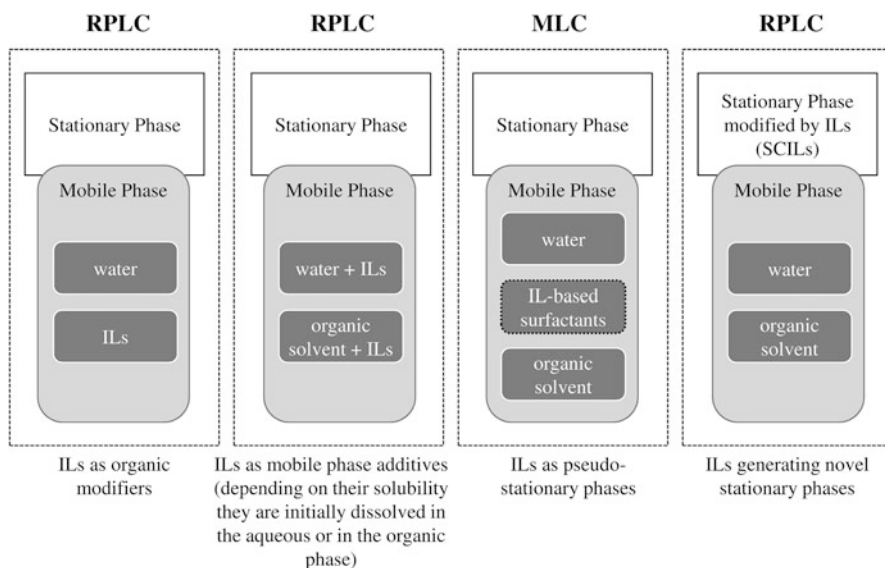 RPLC
Stationary Phase
Mobile Phase
water
ILs
ILs as organic
modifiers
RPLC
Stationary Phase
Mobile Phase
water + ILs
organic
solvent + ILs
ILs as mobile phase additives
(depending on their solubility
they are initially dissolved in
the aqueous or in the organic
phase)
MLC
Stationary Phase
Mobile Phase
water
IL-based
surfactants
organic
solvent
ILs as pseudo-
stationary phases
RPLC
Stationary Phase
modified by ILs
(SCILs)
Mobile Phase
water
organic
solvent
ILs generating novel
stationary phases